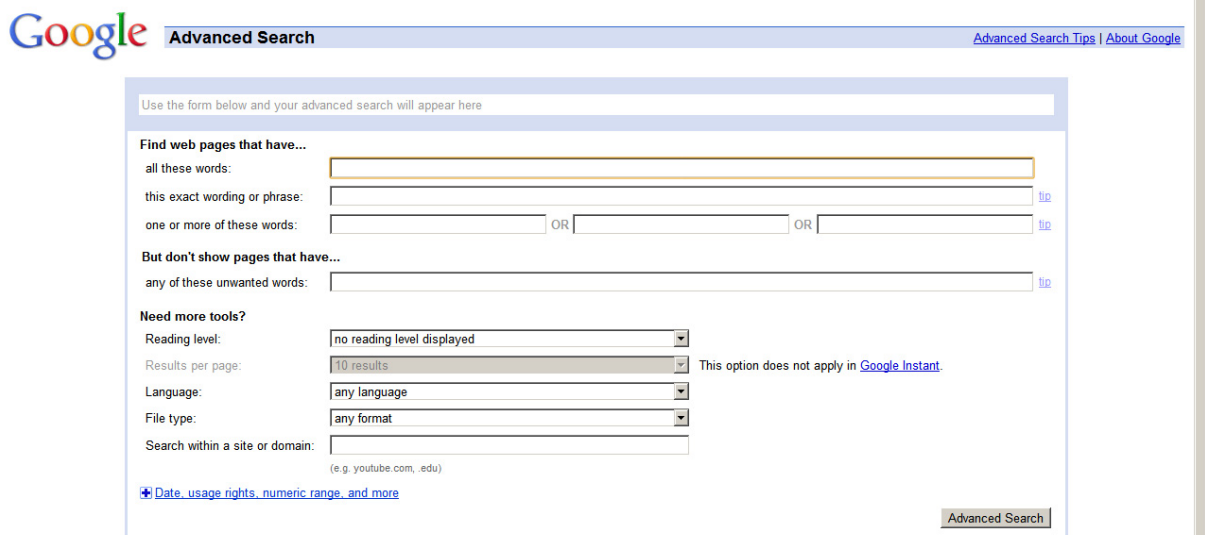 Google Advanced Search Advanced Search Tips | About Google
Use the form below and your advanced search will appear here
Find web pages that have...
all these words:
this exact wording or phrase: tip
one or more of these words: OR OR tip
But don't show pages that have...
any of these unwanted words: tip
Need more tools?
Reading level: no reading level displayed
Results per page: 10 results This option does not apply in Google Instant.
Language: any language
File type: any format
Search within a site or domain:
(e.g. youtube.com, .edu)
Date, usage rights, numeric range, and more
Advanced Search